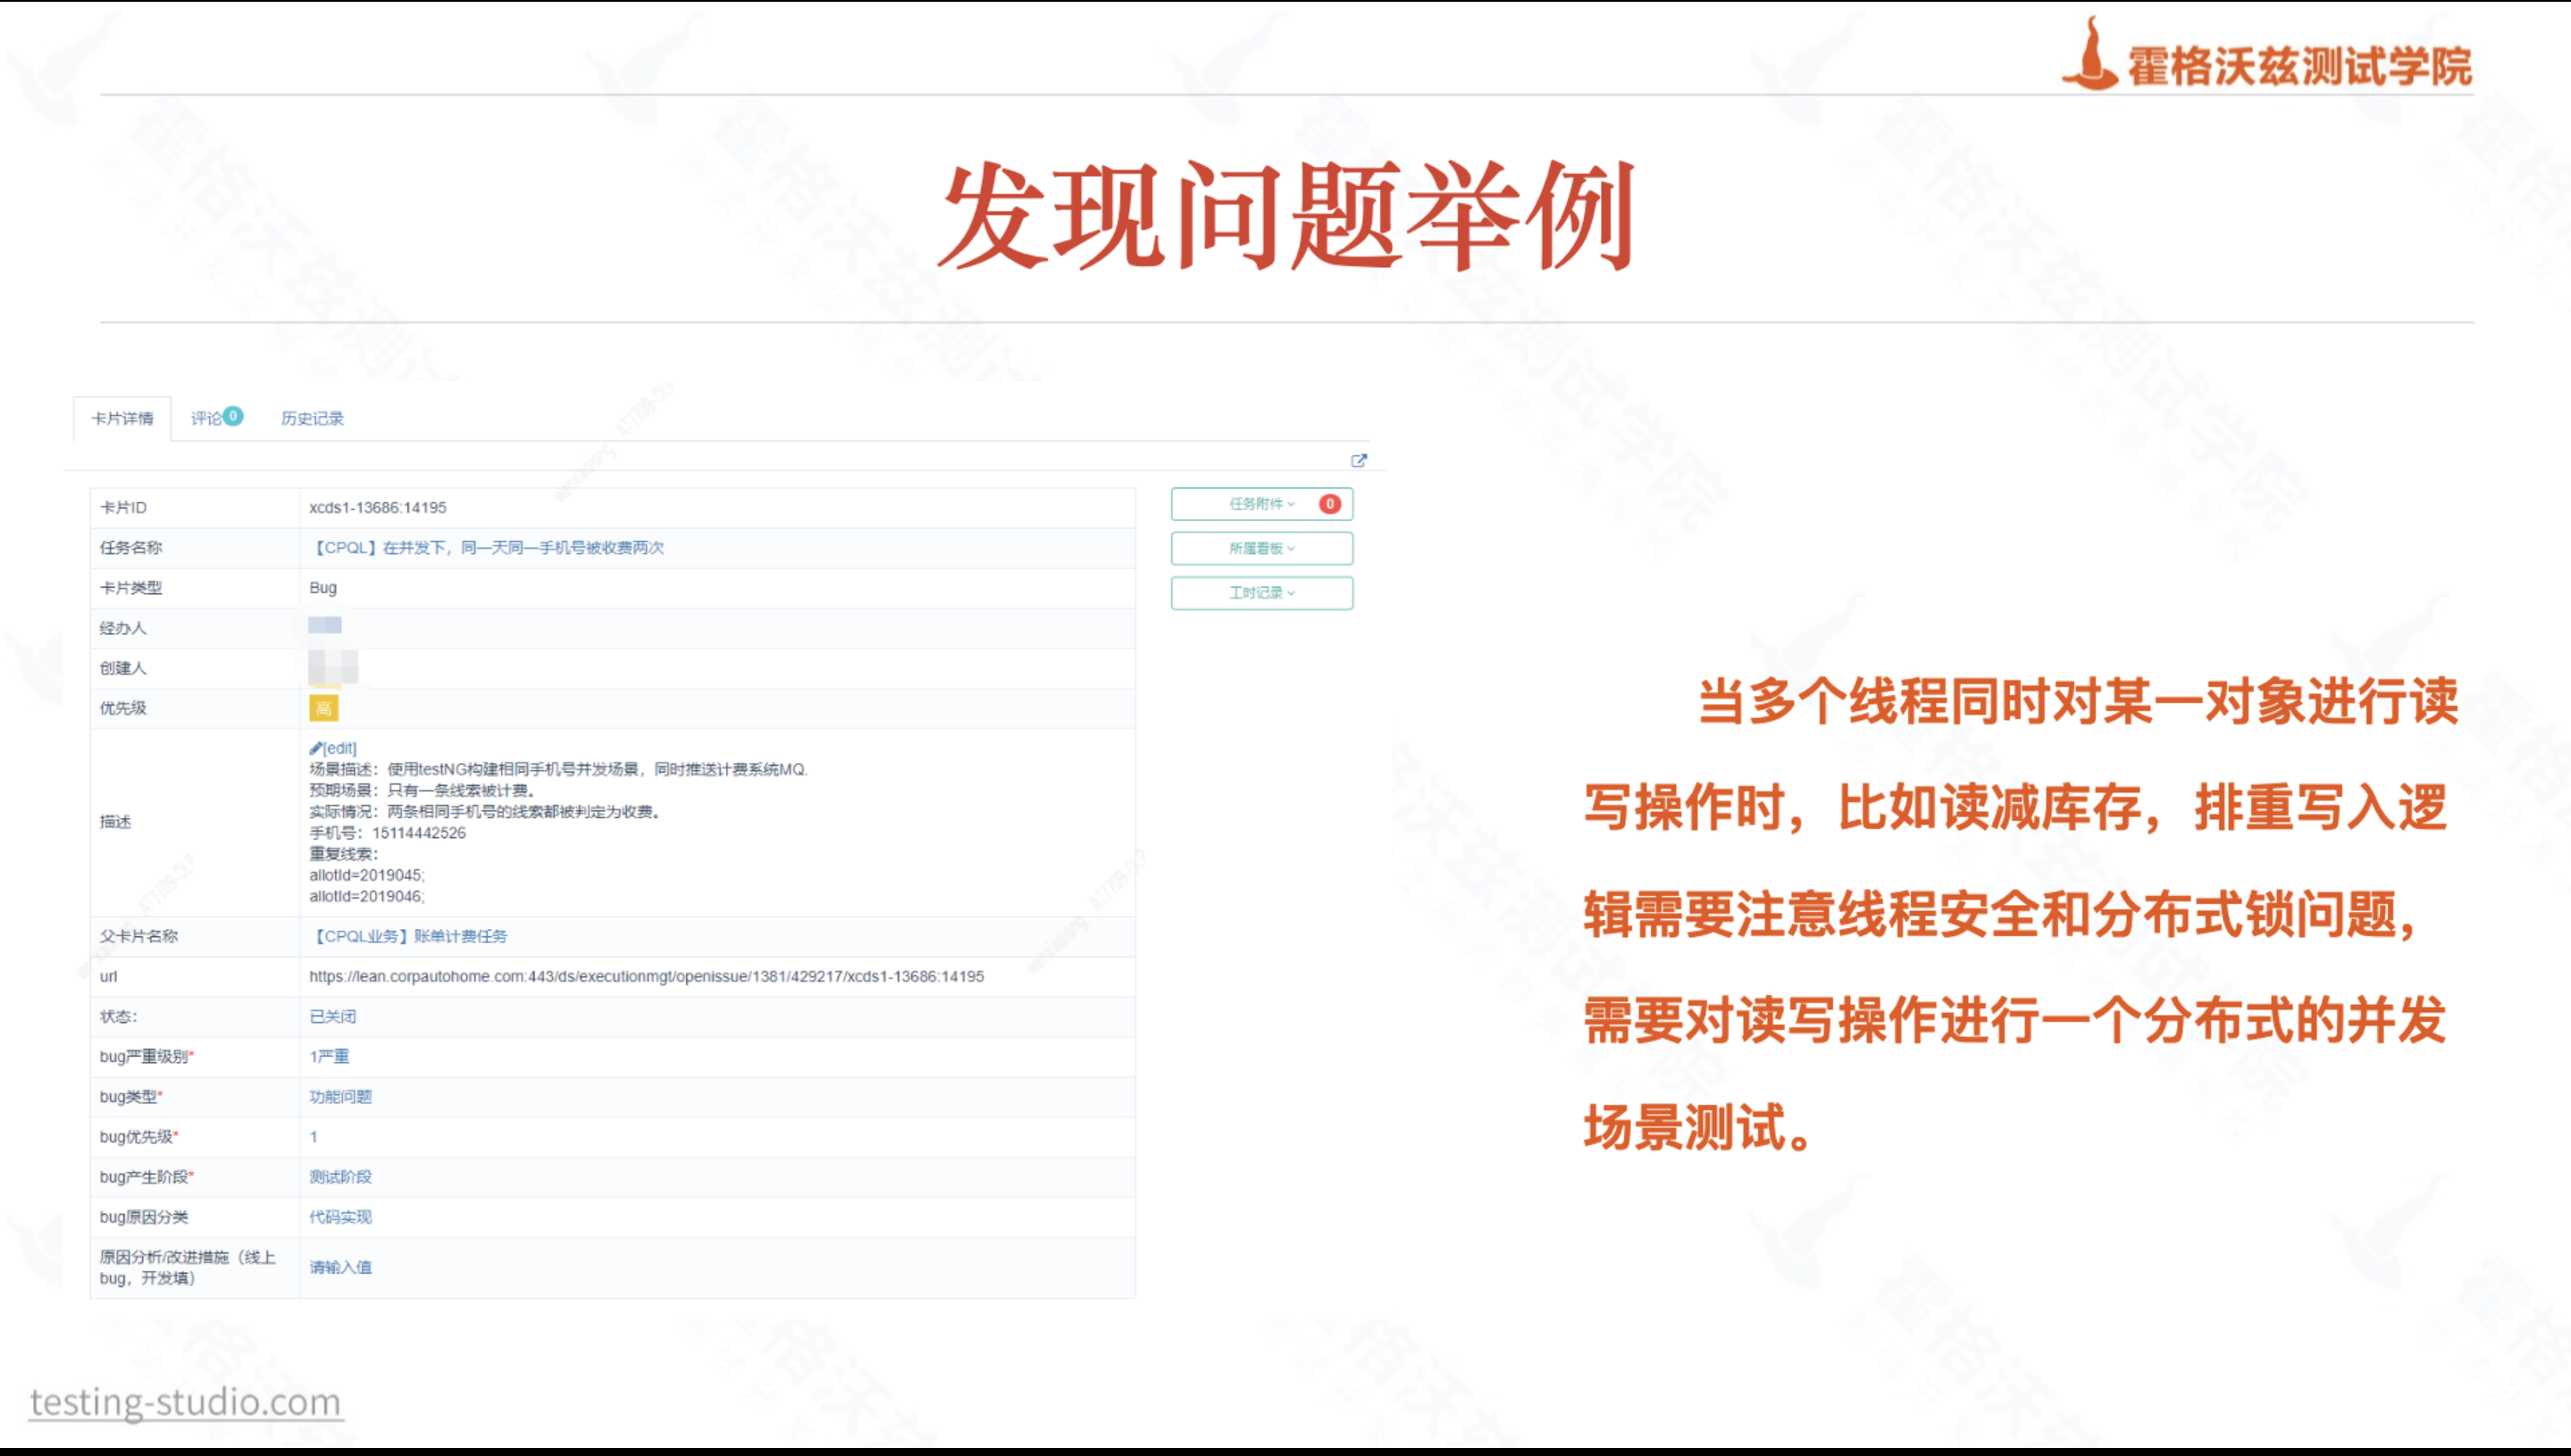 霍格沃兹测试学院
发现问题举例
卡片详情 评论0 历史记录
卡片ID xcds1-13686:14195
任务名称 【CPQL】在并发下，同一天同一手机号被收费两次
卡片类型 Bug
经办人
创建人
优先级 高
描述
[edit]
场景描述：使用testNG构建相同手机号并发场景，同时推送计费系统MQ.
预期场景：只有一条线索被计费。
实际情况：两条相同手机号的线索都被判定为收费。
手机号：15114442526
重复线索：
allotId=2019045;
allotId=2019046;
父卡片名称 【CPQL业务】账单计费任务
url https://lean.corpautohome.com:443/ds/executionmgt/openissue/1381/429217/xcds1-13686:14195
状态： 已关闭
bug严重级别* 1严重
bug类型* 功能问题
bug优先级* 1
bug产生阶段* 测试阶段
bug原因分类 代码实现
原因分析/改进措施（线上
bug，开发填） 请输入值
任务附件 0
所属看板
工时记录
当多个线程同时对某一对象进行读
写操作时，比如读减库存，排重写入逻
辑需要注意线程安全和分布式锁问题，
需要对读写操作进行一个分布式的并发
场景测试。
testing-studio.com